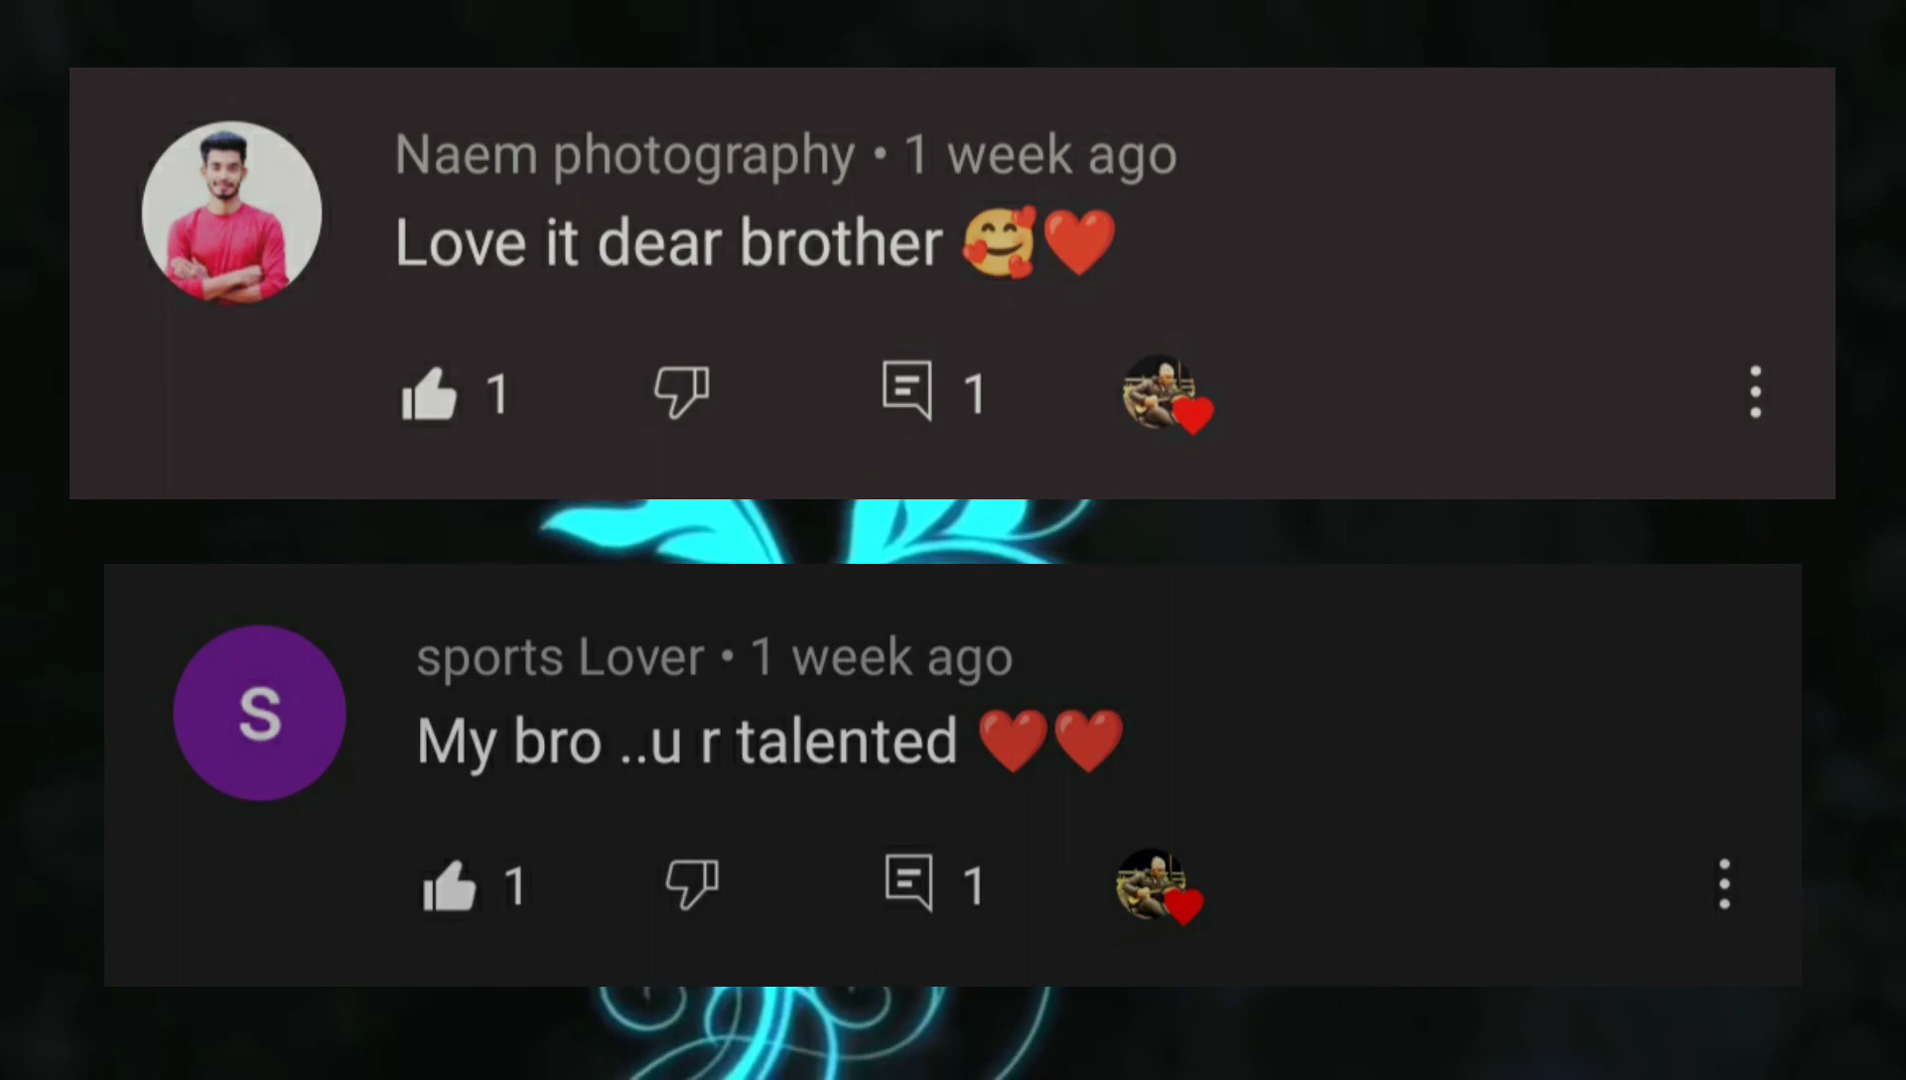 Naem photography • 1 week ago
Love it dear brother 🥰❤️
1 1
S
sports Lover • 1 week ago
My bro ..u r talented ❤️❤️
1 1